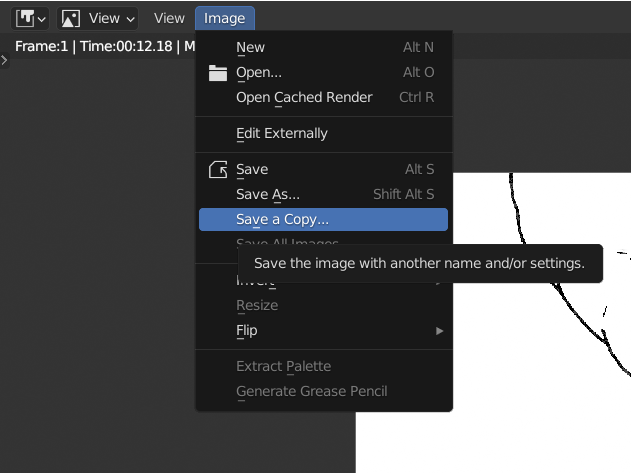 View View Image
Frame:1 | Time:00:12.18 | M
New Alt N
Open... Alt O
Open Cached Render Ctrl R
Edit Externally
Save Alt S
Save As... Shift Alt S
Save a Copy...
Save All Images
Save the image with another name and/or settings.
Invert
Resize
Flip
Extract Palette
Generate Grease Pencil